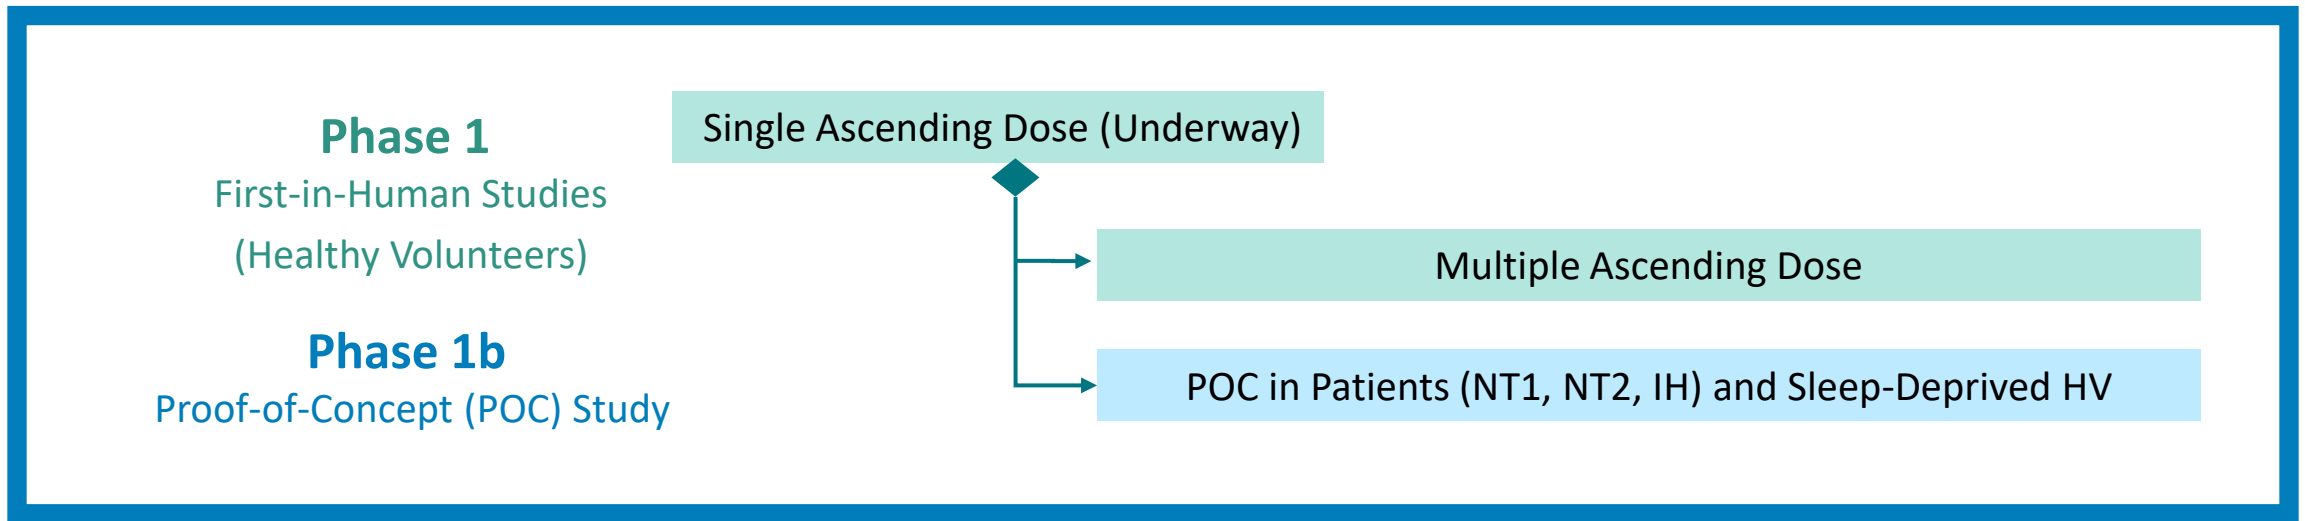 Phase 1
First-in-Human Studies
(Healthy Volunteers)
Single Ascending Dose (Underway)
Multiple Ascending Dose
Phase 1b
Proof-of-Concept (POC) Study
POC in Patients (NT1, NT2, IH) and Sleep-Deprived HV